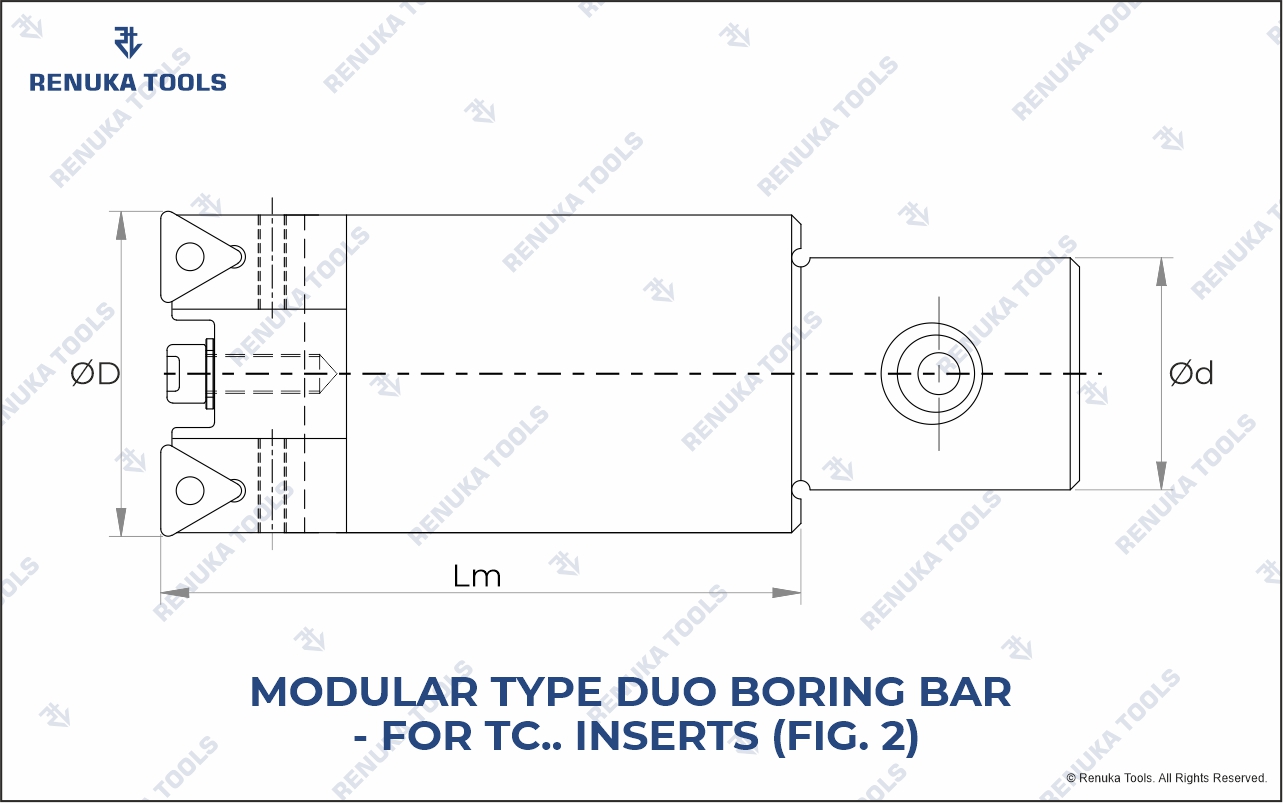 RENUKA TOOLS
ØD
Ød
Lm
MODULAR TYPE DUO BORING BAR
- FOR TC.. INSERTS (FIG. 2)
© Renuka Tools. All Rights Reserved.